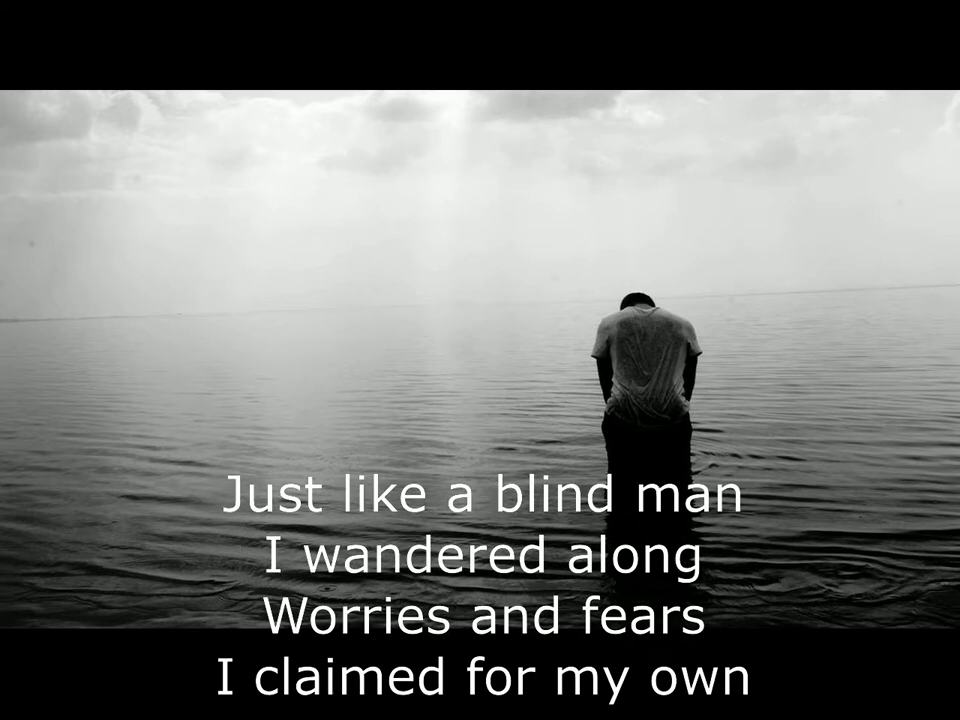 Just like a blind man
I wandered along
Worries and fears
I claimed for my own